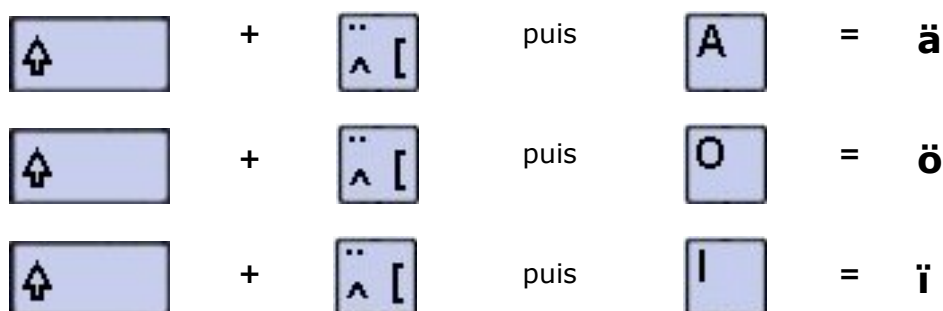 ⇧ + ¨ ^ [ puis A = ä
⇧ + ¨ ^ [ puis O = ö
⇧ + ¨ ^ [ puis I = ï